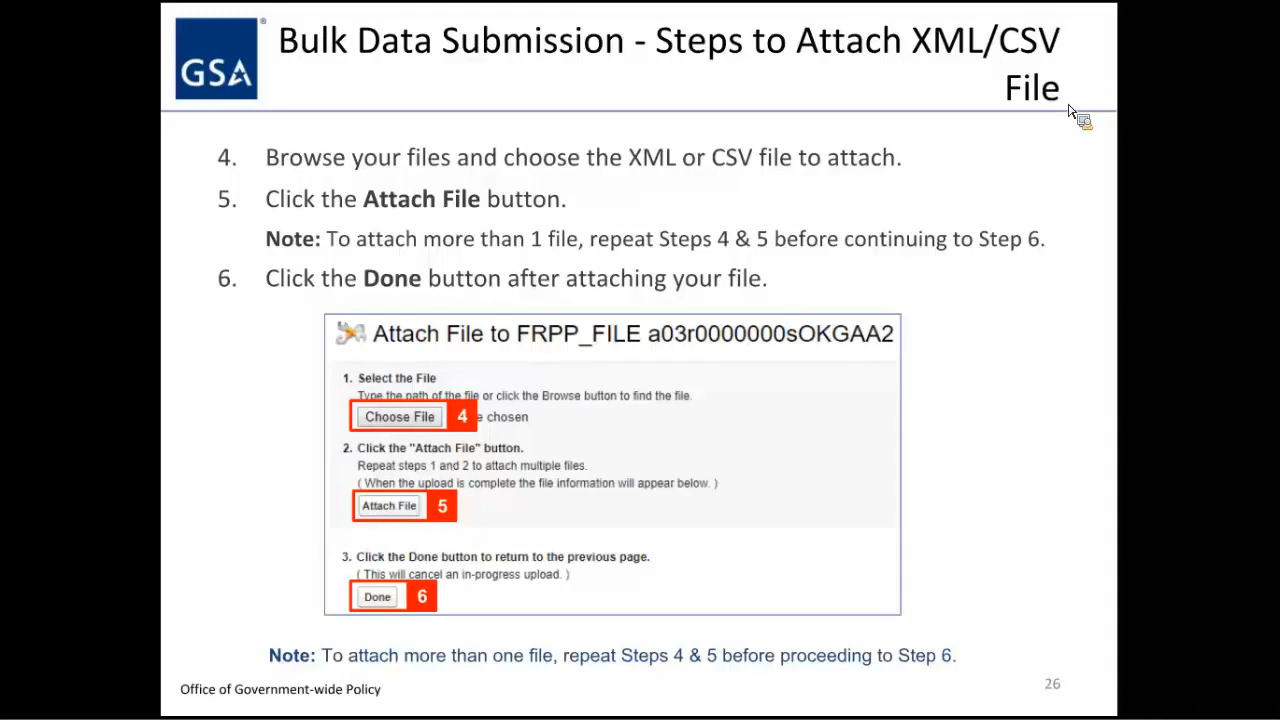 GSA
®
Bulk Data Submission - Steps to Attach XML/CSV
File
4. Browse your files and choose the XML or CSV file to attach.
5. Click the Attach File button.
Note: To attach more than 1 file, repeat Steps 4 & 5 before continuing to Step 6.
6. Click the Done button after attaching your file.
Attach File to FRPP_FILE a03r0000000sOKGAA2
1. Select the File
Type the path of the file or click the Browse button to find the file.
Choose File 4 e chosen
2. Click the "Attach File" button.
Repeat steps 1 and 2 to attach multiple files.
( When the upload is complete the file information will appear below. )
Attach File 5
3. Click the Done button to return to the previous page.
( This will cancel an in-progress upload. )
Done 6
Note: To attach more than one file, repeat Steps 4 & 5 before proceeding to Step 6.
Office of Government-wide Policy
26